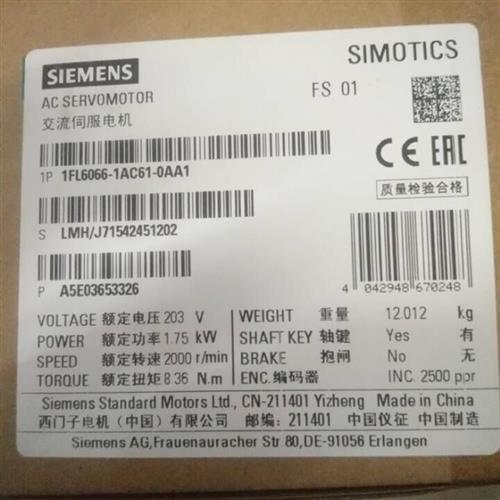 SIEMENS
SIMOTICS
AC SERVOMOTOR
FS 01
交流伺服电机
1P 1FL6066-1AC61-0AA1
CE EAC
质量检验合格
S LMH/J71542451202
P A5E03653326
4 042948 670248
VOLTAGE 额定电压 203 V
POWER 额定功率 1.75 kW
SPEED 额定转速 2000 r/min
TORQUE 额定扭矩 8.36 N.m
WEIGHT 重量 12.012 kg
SHAFT KEY 轴键 Yes 有
BRAKE 抱闸 No 无
ENC. 编码器 INC. 2500 ppr
Siemens Standard Motors Ltd., CN-211401 Yizheng Made in China
西门子电机（中国）有限公司 邮编：211401 中国仪征 中国制造
Siemens AG,Frauenauracher Str 80,DE-91056 Erlangen